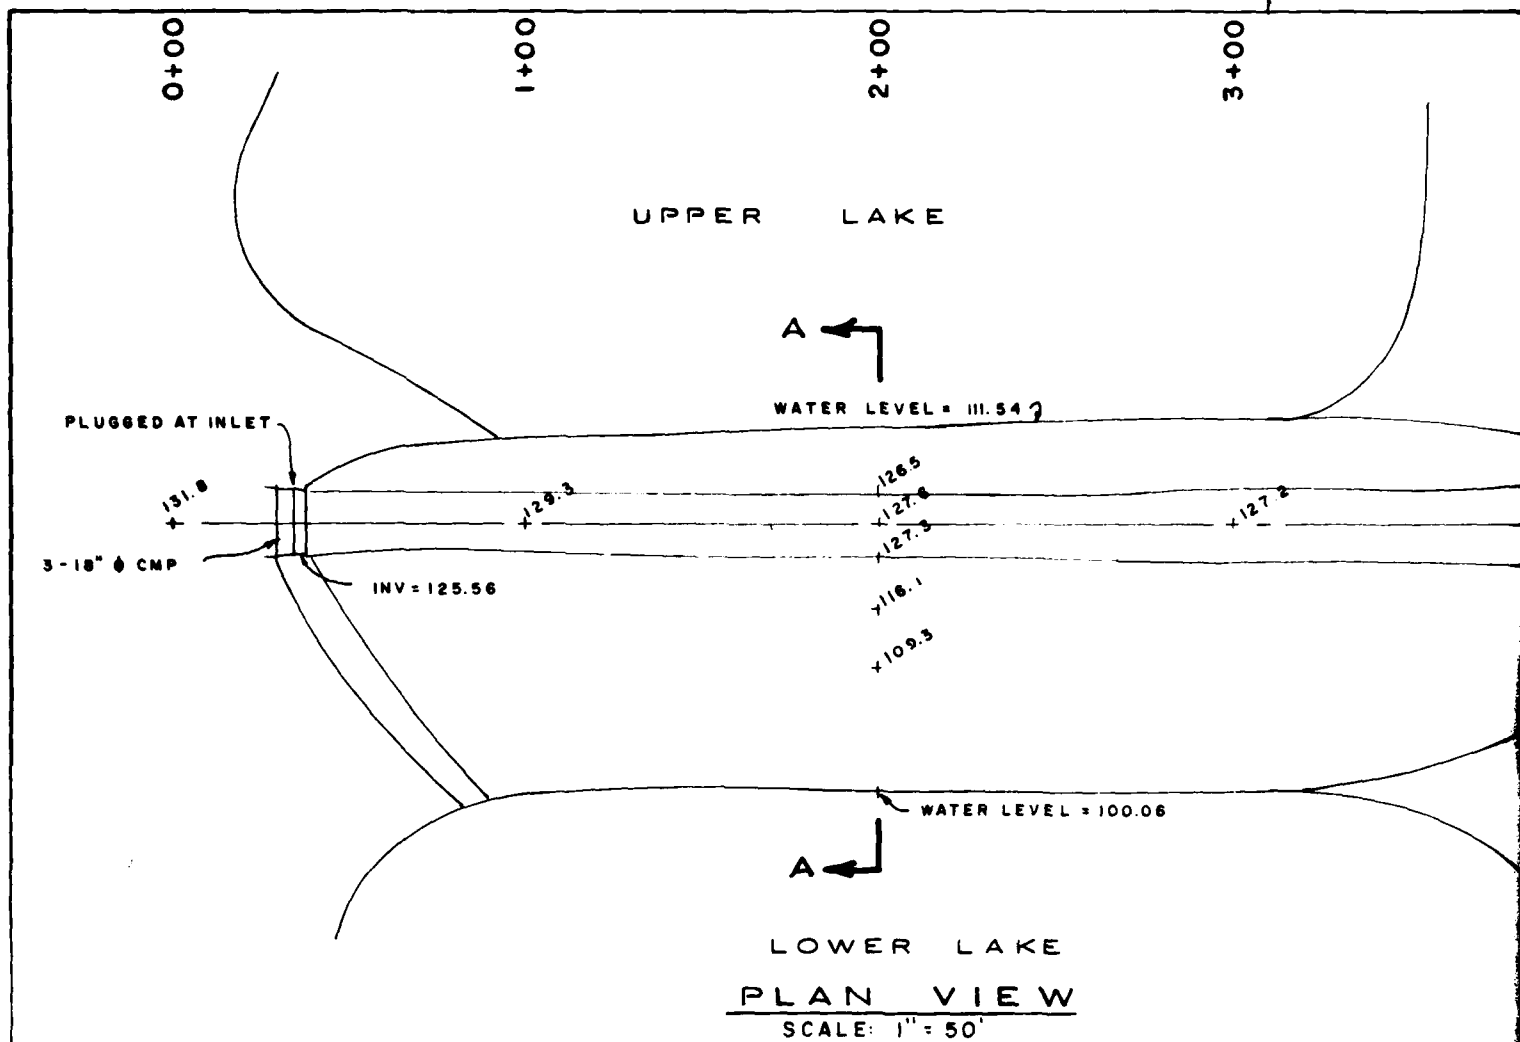 0+00
1+00
2+00
3+00
UPPER LAKE
A
WATER LEVEL = 111.54
PLUGGED AT INLET
131.8
129.3
126.5
127.6
127.2
127.3
3-18" ϕ CMP
INV = 125.56
116.1
109.3
WATER LEVEL = 100.06
A
LOWER LAKE
PLAN VIEW
SCALE: 1" = 50'